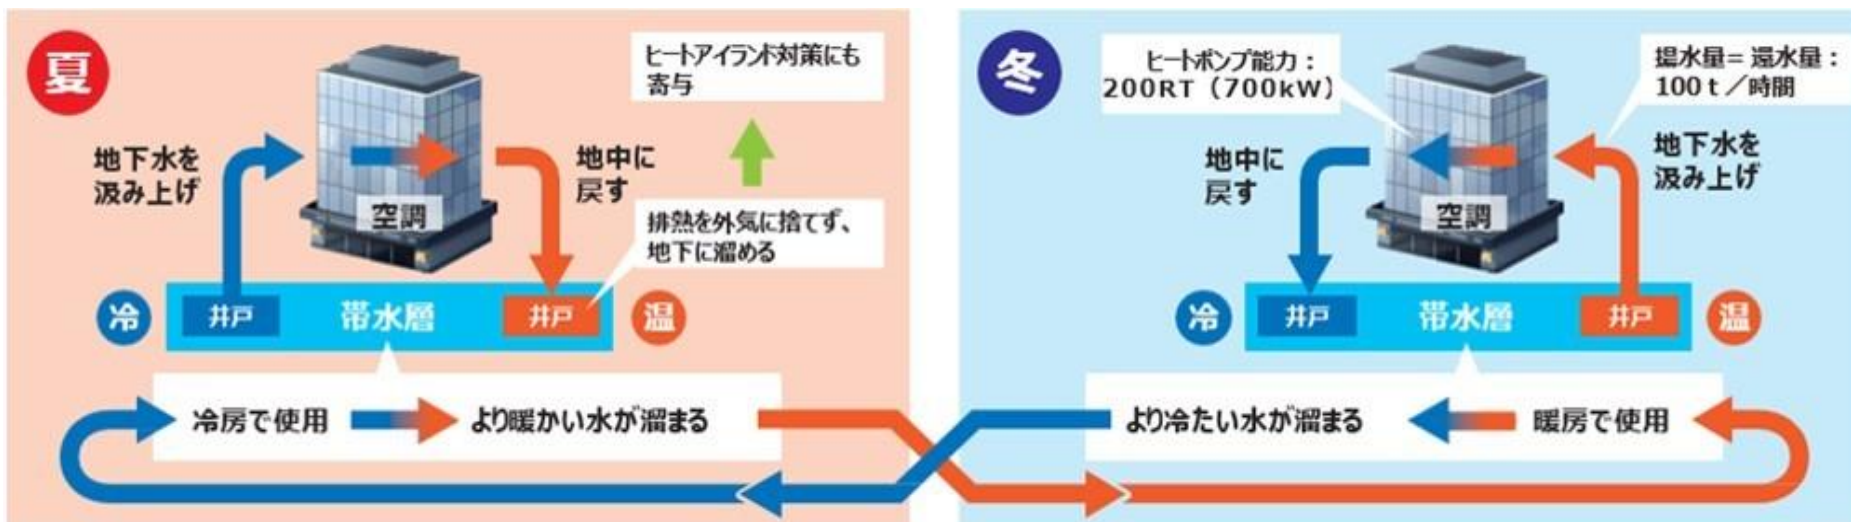 夏
ヒートアイランド対策にも
寄与
地下水を
汲み上げ
地中に
戻す
空調
排熱を外気に捨てず、
地下に溜める
冷
井戸
帯水層
井戸
温
冷房で使用
より暖かい水が溜まる
冬
ヒートポンプ能力:
200RT(700kW)
揚水量=還水量:
100t/時間
地中に
戻す
地下水を
汲み上げ
空調
冷
井戸
帯水層
井戸
温
より冷たい水が溜まる
暖房で使用